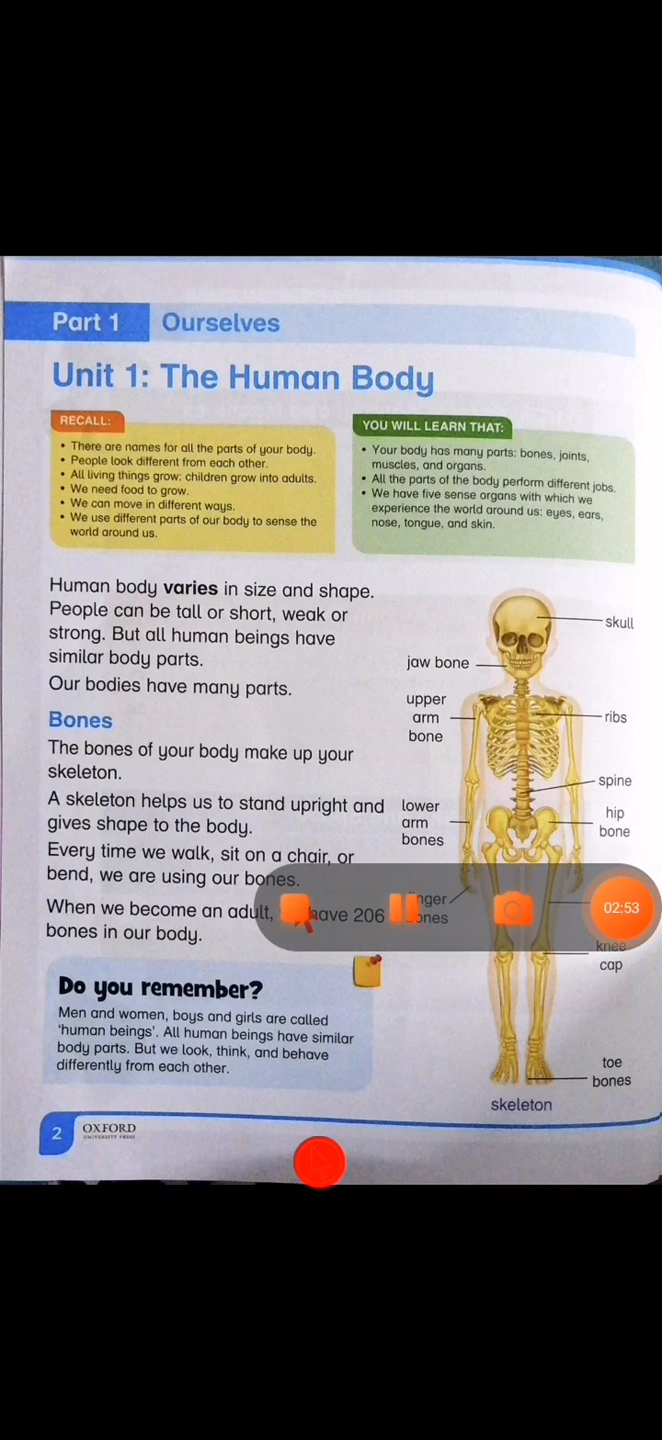 Part 1
Ourselves
Unit 1: The Human Body
RECALL:
• There are names for all the parts of your body.
• People look different from each other.
• All living things grow: children grow into adults.
• We need food to grow.
• We can move in different ways.
• We use different parts of our body to sense the
world around us.
YOU WILL LEARN THAT:
• Your body has many parts: bones, joints,
muscles, and organs.
• All the parts of the body perform different jobs.
• We have five sense organs with which we
experience the world around us: eyes, ears,
nose, tongue, and skin.
Human body varies in size and shape.
People can be tall or short, weak or
strong. But all human beings have
similar body parts.
Our bodies have many parts.
Bones
The bones of your body make up your
skeleton.
A skeleton helps us to stand upright and
gives shape to the body.
Every time we walk, sit on a chair, or
bend, we are using our bones.
When we become an adult, have 206
bones in our body.
skull
jaw bone
upper
arm
bone
ribs
spine
lower
arm
bones
hip
bone
knee
cap
toe
bones
skeleton
02:53
Do you remember?
Men and women, boys and girls are called
‘human beings’. All human beings have similar
body parts. But we look, think, and behave
differently from each other.
2
OXFORD
UNIVERSITY PRESS